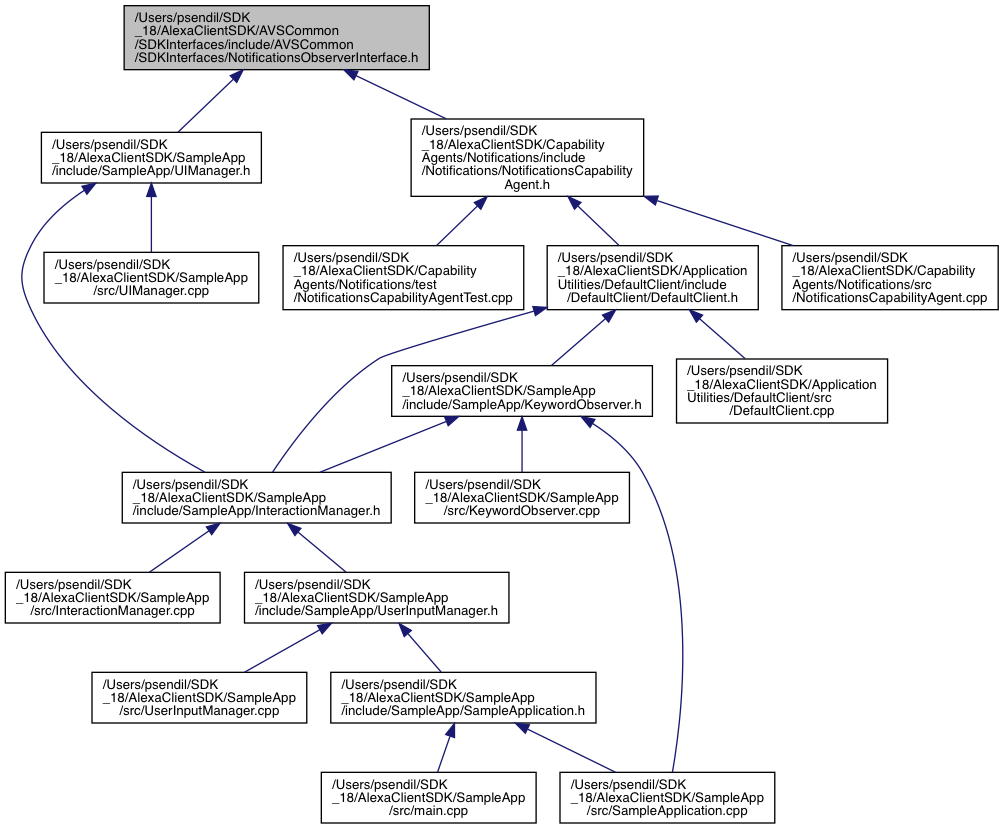 /Users/psendil/SDK
_18/AlexaClientSDK/AVSCommon
/SDKInterfaces/include/AVSCommon
/SDKInterfaces/NotificationsObserverInterface.h
/Users/psendil/SDK
_18/AlexaClientSDK/SampleApp
/include/SampleApp/UIManager.h
/Users/psendil/SDK
_18/AlexaClientSDK/Capability
Agents/Notifications/include
/Notifications/NotificationsCapability
Agent.h
/Users/psendil/SDK
_18/AlexaClientSDK/SampleApp
/src/UIManager.cpp
/Users/psendil/SDK
_18/AlexaClientSDK/Capability
Agents/Notifications/test
/NotificationsCapabilityAgentTest.cpp
/Users/psendil/SDK
_18/AlexaClientSDK/Application
Utilities/DefaultClient/include
/DefaultClient/DefaultClient.h
/Users/psendil/SDK
_18/AlexaClientSDK/Capability
Agents/Notifications/src
/NotificationsCapabilityAgent.cpp
/Users/psendil/SDK
_18/AlexaClientSDK/SampleApp
/include/SampleApp/KeywordObserver.h
/Users/psendil/SDK
_18/AlexaClientSDK/Application
Utilities/DefaultClient/src
/DefaultClient.cpp
/Users/psendil/SDK
_18/AlexaClientSDK/SampleApp
/include/SampleApp/InteractionManager.h
/Users/psendil/SDK
_18/AlexaClientSDK/SampleApp
/src/KeywordObserver.cpp
/Users/psendil/SDK
_18/AlexaClientSDK/SampleApp
/src/InteractionManager.cpp
/Users/psendil/SDK
_18/AlexaClientSDK/SampleApp
/include/SampleApp/UserInputManager.h
/Users/psendil/SDK
_18/AlexaClientSDK/SampleApp
/src/UserInputManager.cpp
/Users/psendil/SDK
_18/AlexaClientSDK/SampleApp
/include/SampleApp/SampleApplication.h
/Users/psendil/SDK
_18/AlexaClientSDK/SampleApp
/src/main.cpp
/Users/psendil/SDK
_18/AlexaClientSDK/SampleApp
/src/SampleApplication.cpp